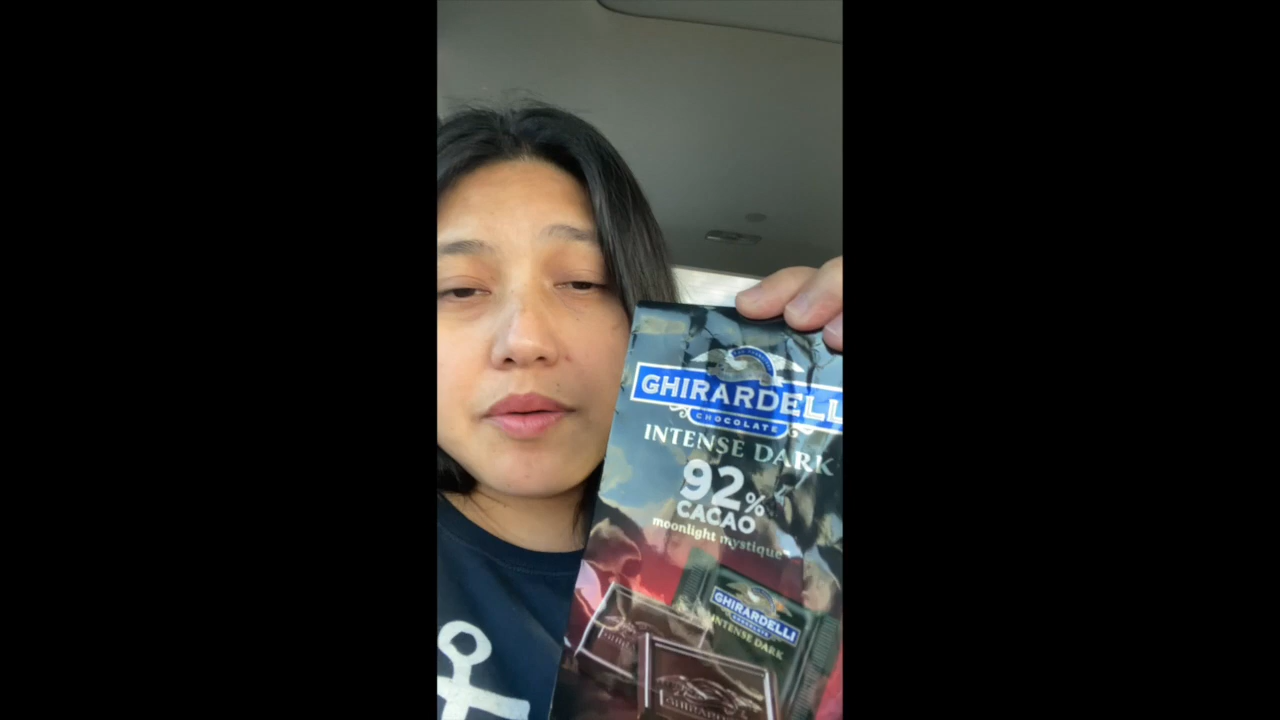 GHIRARDELLI
CHOCOLATE
INTENSE DARK
92%
CACAO
moonlight mystique
GHIRARDELLI
CHOCOLATE
INTENSE DARK